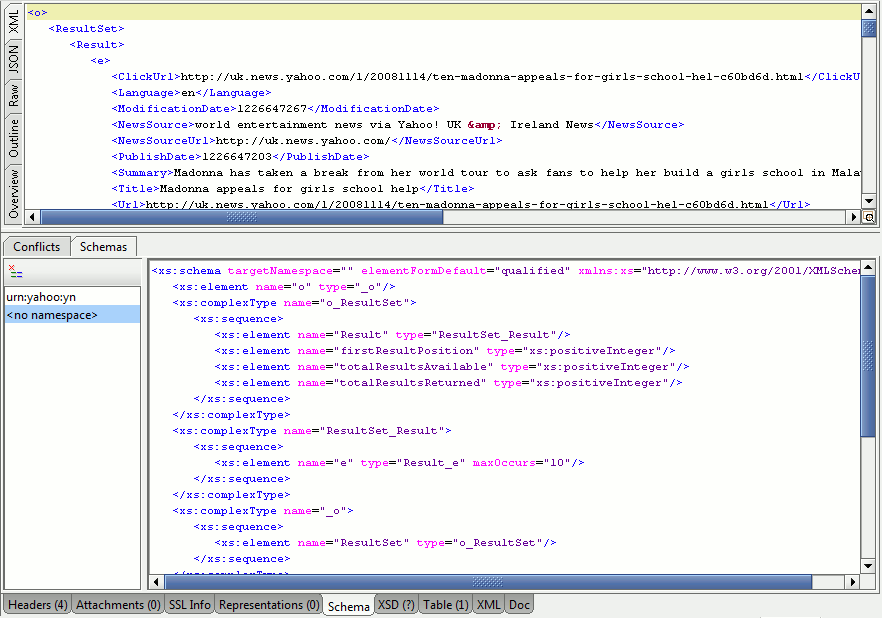 XML
JSON
Raw
Outline
Overview
<o>
<ResultSet>
<Result>
<e>
<ClickUrl>http://uk.news.yahoo.com/1/20081114/ten-madonna-appeals-for-girls-school-hel-c60bd6d.html</ClickU
<Language>en</Language>
<ModificationDate>1226647267</ModificationDate>
<NewsSource>world entertainment news via Yahoo! UK &amp; Ireland News</NewsSource>
<NewsSourceUrl>http://uk.news.yahoo.com/</NewsSourceUrl>
<PublishDate>1226647203</PublishDate>
<Summary>Madonna has taken a break from her world tour to ask fans to help her build a girls school in Mala
<Title>Madonna appeals for girls school help</Title>
<Url>http://uk.news.yahoo.com/1/20081114/ten-madonna-appeals-for-girls-school-hel-c60bd6d.html</Url>
Conflicts Schemas
urn:yahoo:yn
<no namespace>
<xs:schema targetNamespace="" elementFormDefault="qualified" xmlns:xs="http://www.w3.org/2001/XMLSchem
<xs:element name="o" type="_o"/>
<xs:complexType name="o_ResultSet">
<xs:sequence>
<xs:element name="Result" type="ResultSet_Result"/>
<xs:element name="firstResultPosition" type="xs:positiveInteger"/>
<xs:element name="totalResultsAvailable" type="xs:positiveInteger"/>
<xs:element name="totalResultsReturned" type="xs:positiveInteger"/>
</xs:sequence>
</xs:complexType>
<xs:complexType name="ResultSet_Result">
<xs:sequence>
<xs:element name="e" type="Result_e" maxOccurs="10"/>
</xs:sequence>
</xs:complexType>
<xs:complexType name="_o">
<xs:sequence>
<xs:element name="ResultSet" type="o_ResultSet"/>
</xs:sequence>
</xs:complexType>
Headers (4) Attachments (0) SSL Info Representations (0) Schema XSD (?) Table (1) XML Doc